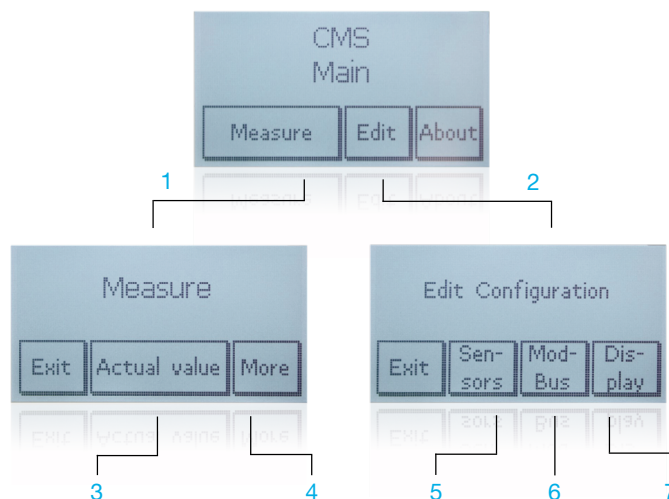 CMS
Main
Measure Edit About
1 2
Measure
Exit Actual value More
Edit Configuration
Exit Sen- Mod- Dis-
sors Bus play
3 4 5 6 7